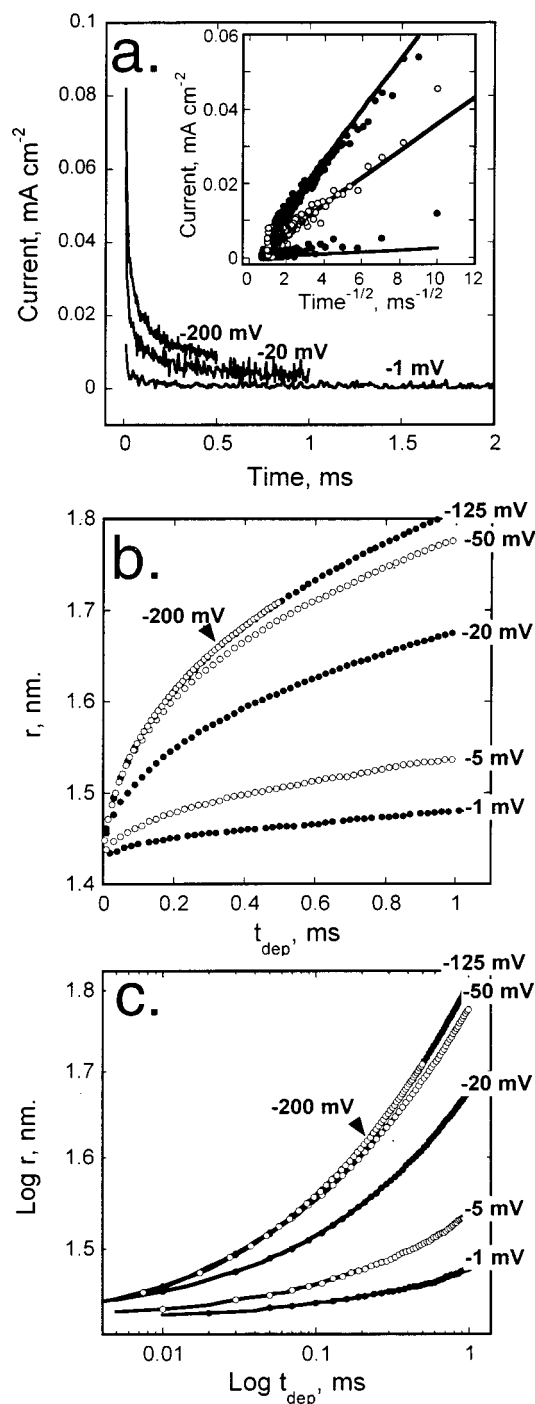 a.
0.1
0.08
0.06
0.04
0.02
0
Current, mA cm-2
0 0.5 1 1.5 2
Time, ms
-200 mV
-20 mV
-1 mV
0.06
0.04
0.02
0
Current, mA cm-2
0 2 4 6 8 10 12
Time-1/2, ms-1/2
b.
1.8
1.7
1.6
1.5
1.4
r, nm.
0 0.2 0.4 0.6 0.8 1
tdep, ms
-125 mV
-50 mV
-200 mV
-20 mV
-5 mV
-1 mV
c.
1.8
1.7
1.6
1.5
Log r, nm.
0.01 0.1 1
Log tdep, ms
-125 mV
-50 mV
-20 mV
-200 mV
-5 mV
-1 mV